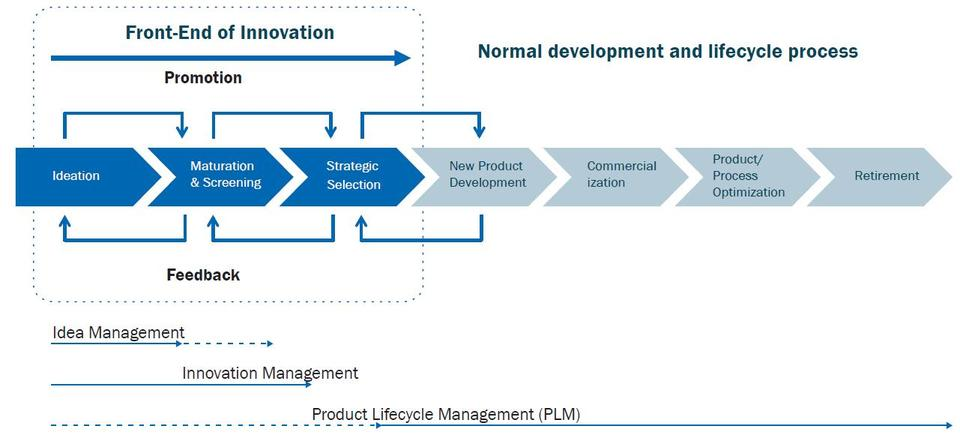 Front-End of Innovation
Normal development and lifecycle process
Promotion
Ideation
Maturation
& Screening
Strategic
Selection
New Product
Development
Commercial
ization
Product/
Process
Optimization
Retirement
Feedback
Idea Management
Innovation Management
Product Lifecycle Management (PLM)